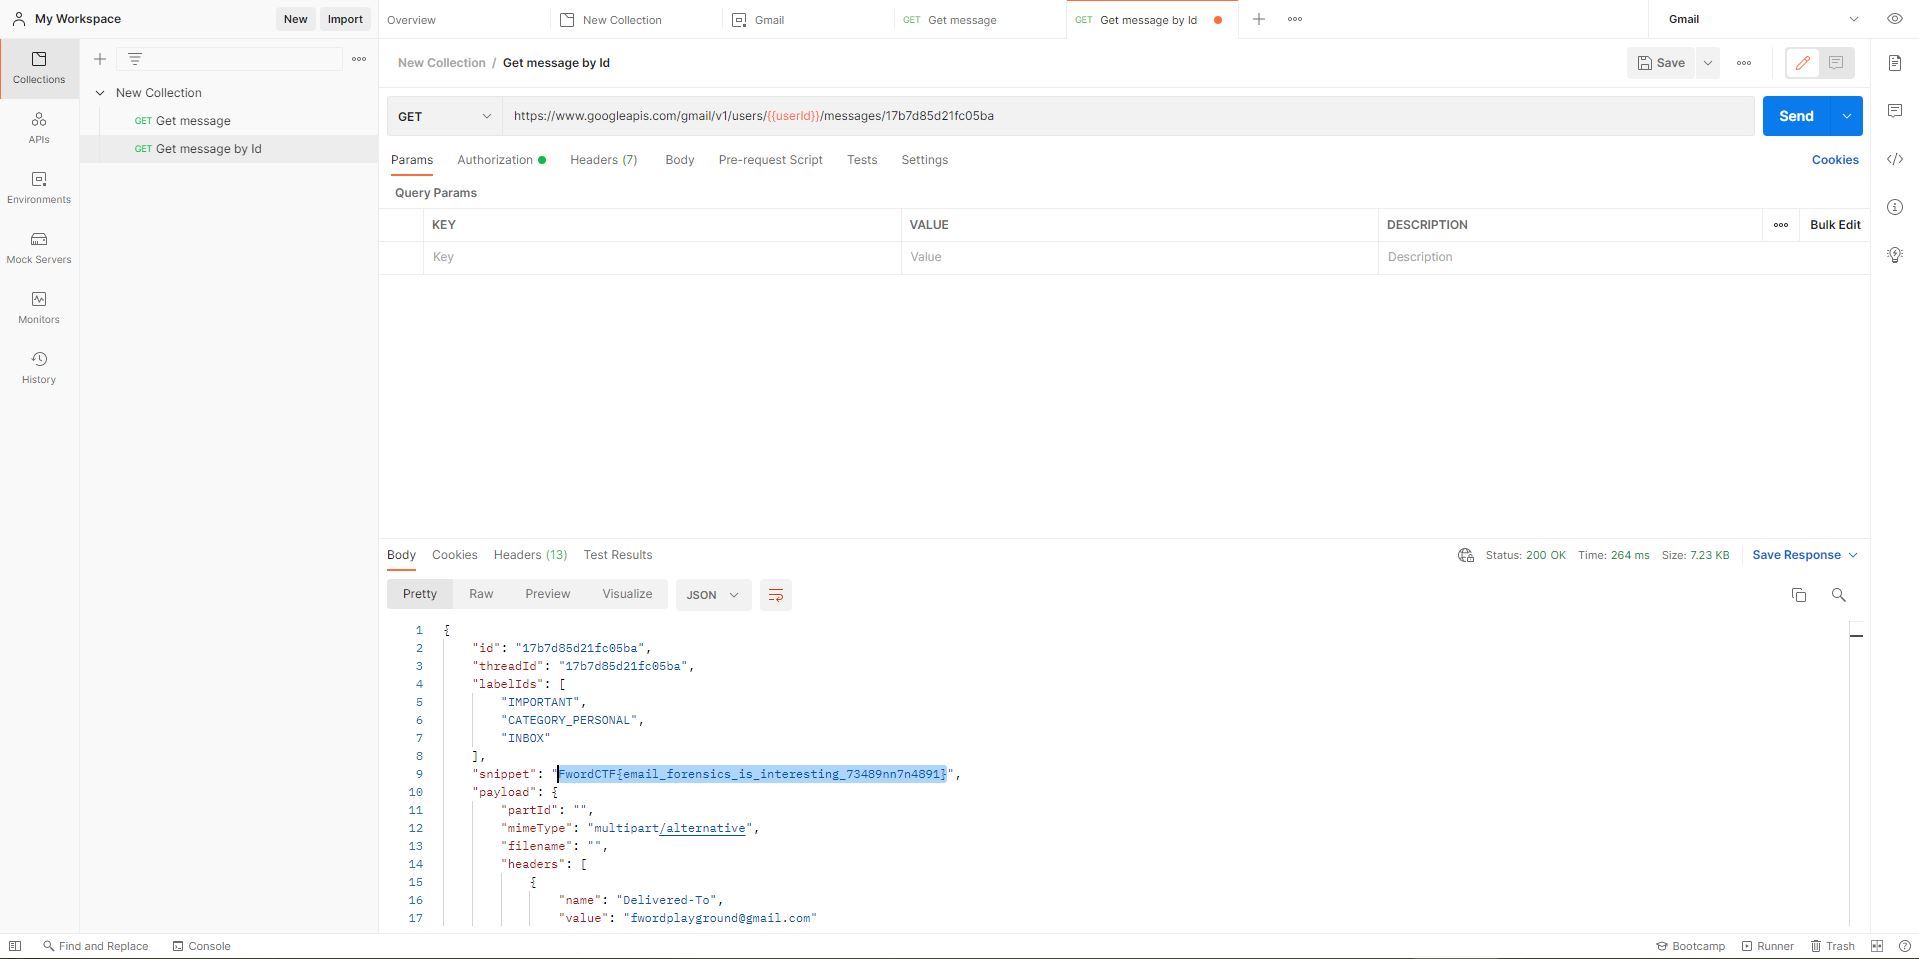 My Workspace
New
Import
Overview
New Collection
Gmail
GET Get message
GET Get message by Id
Gmail
Collections
APIs
Environments
Mock Servers
Monitors
History
New Collection
GET Get message
GET Get message by Id
New Collection / Get message by Id
Save
GET
https://www.googleapis.com/gmail/v1/users/{{userId}}/messages/17b7d85d21fc05ba
Send
Params
Authorization
Headers (7)
Body
Pre-request Script
Tests
Settings
Cookies
Query Params
KEY
VALUE
DESCRIPTION
Bulk Edit
Key
Value
Description
Body
Cookies
Headers (13)
Test Results
Status: 200 OK
Time: 264 ms
Size: 7.23 KB
Save Response
Pretty
Raw
Preview
Visualize
JSON
1 {
2 "id": "17b7d85d21fc05ba",
3 "threadId": "17b7d85d21fc05ba",
4 "labelIds": [
5 "IMPORTANT",
6 "CATEGORY_PERSONAL",
7 "INBOX"
8 ],
9 "snippet": "FwordCTF{email_forensics_is_interesting_73489nn7n4891}",
10 "payload": {
11 "partId": "",
12 "mimeType": "multipart/alternative",
13 "filename": "",
14 "headers": [
15 {
16 "name": "Delivered-To",
17 "value": "fwordplayground@gmail.com"
Find and Replace
Console
Bootcamp
Runner
Trash